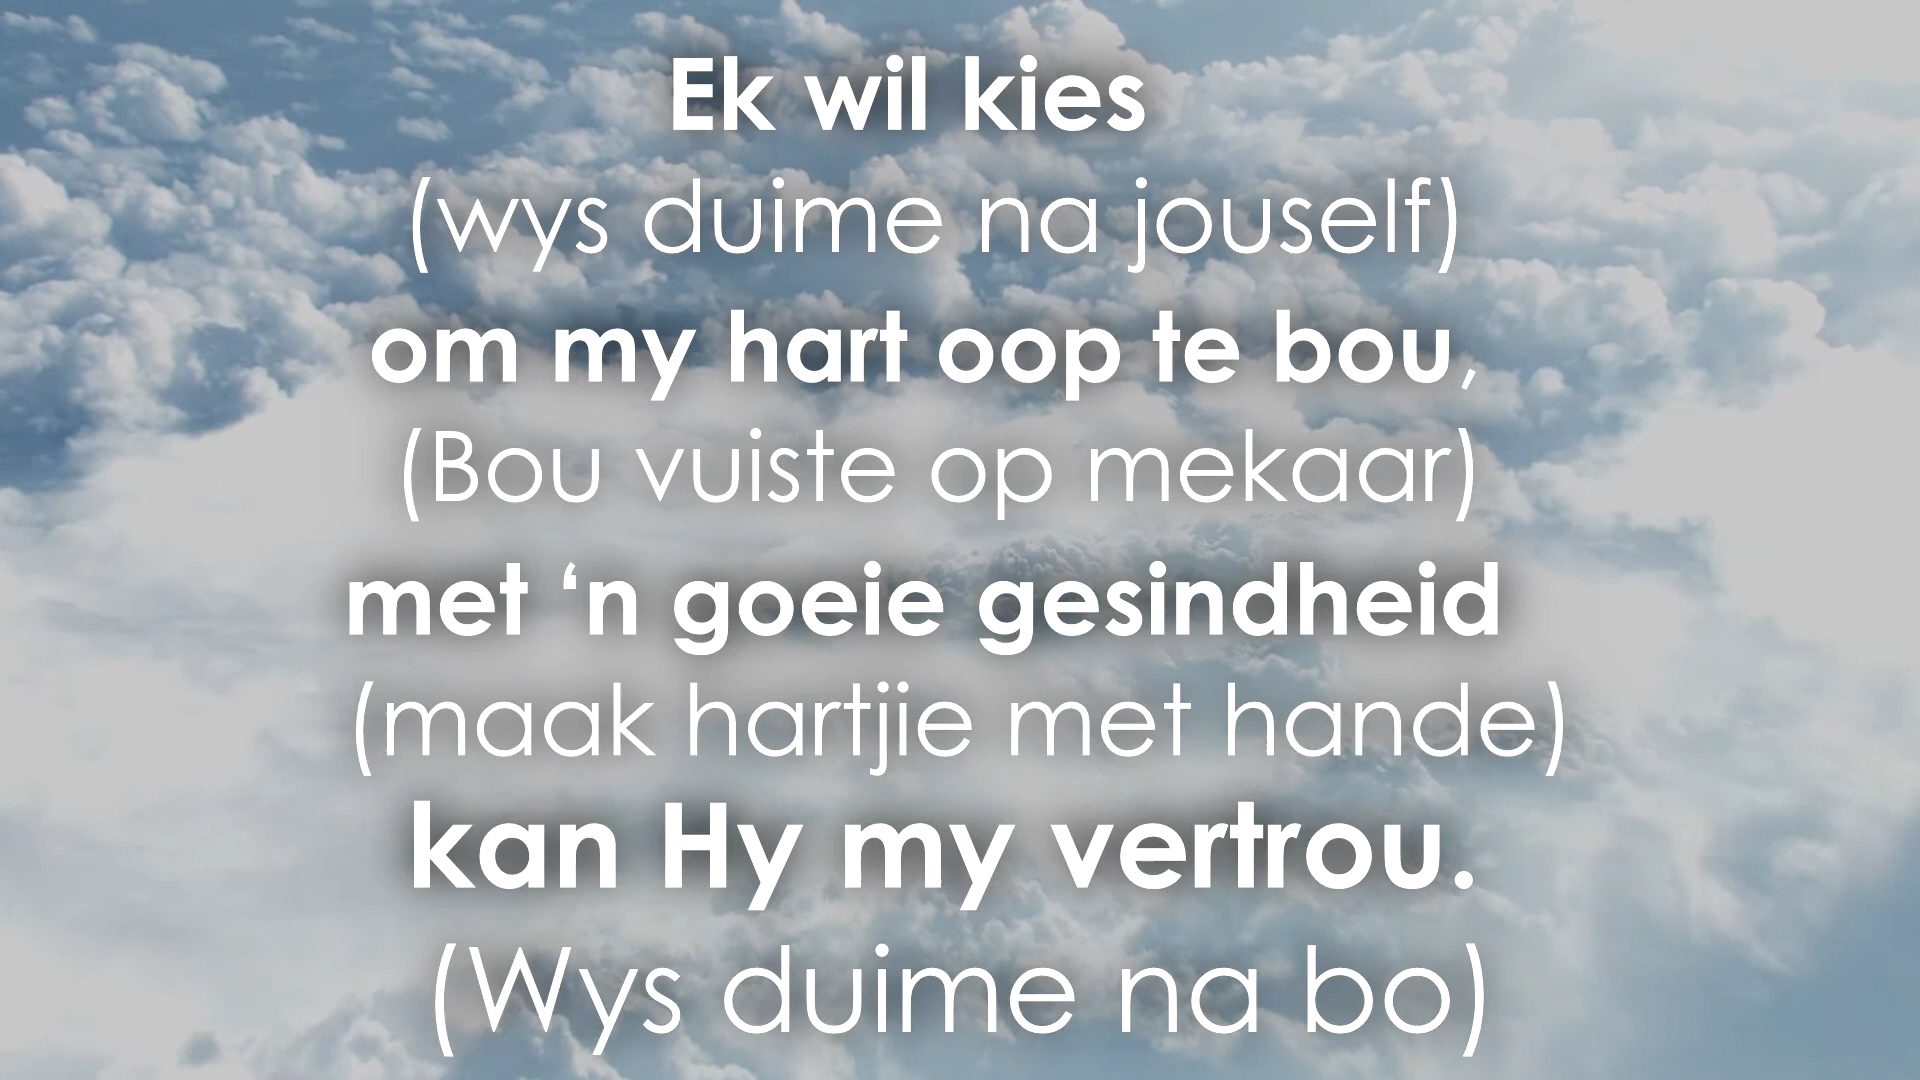 Ek wil kies
(wys duime na jouself)
om my hart oop te bou,
(Bou vuiste op mekaar)
met ‘n goeie gesindheid
(maak hartjie met hande)
kan Hy my vertrou.
(Wys duime na bo)